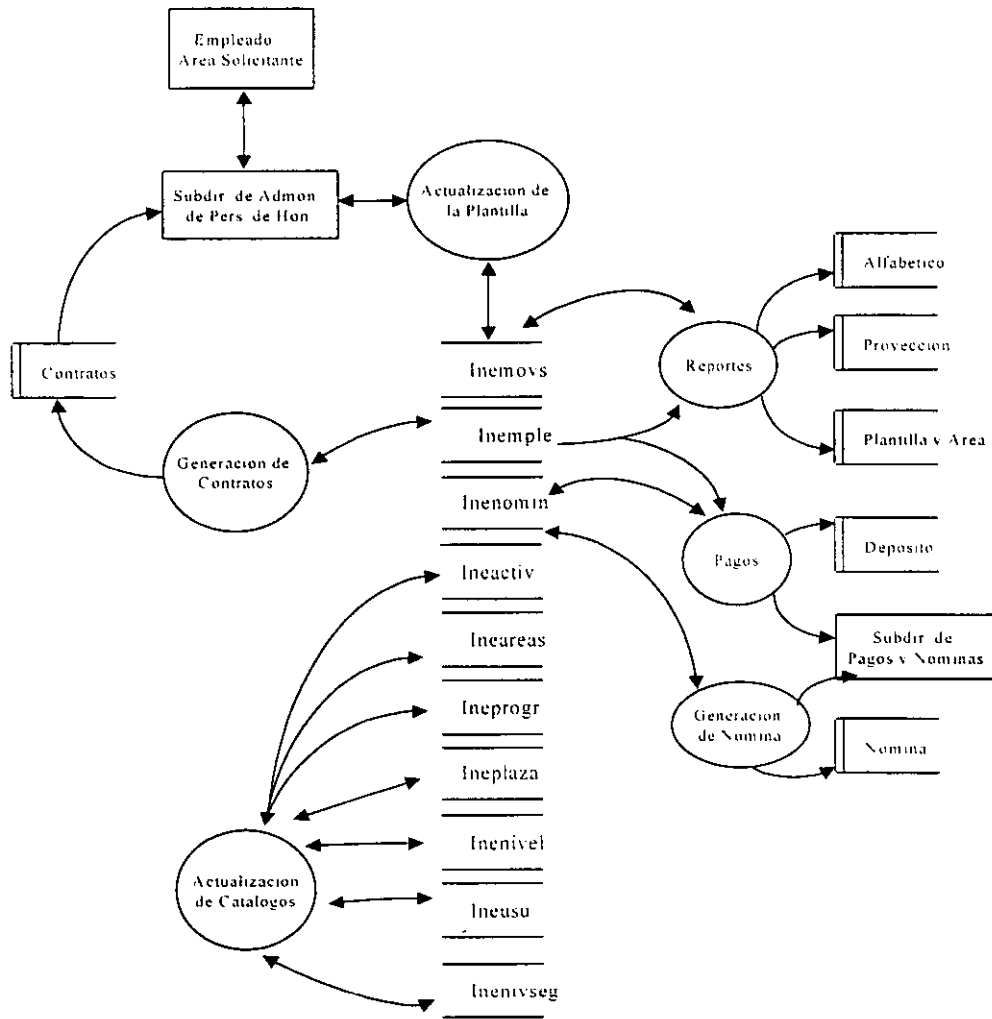 Empleado
Area Solicitante
Subdir de Admon
de Pers de Hon
Actualizacion de
la Plantilla
Contratos
Generacion de
Contratos
Inemovs
Inemple
Inenomin
Ineactiv
Ineareas
Ineprogr
Ineplaza
Inenivel
Ineusu
Inenivseg
Actualizacion
de Catalogos
Reportes
Pagos
Generacion
de Nomina
Alfabetico
Proyeccion
Plantilla y Area
Deposito
Subdir de
Pagos y Nominas
Nomina